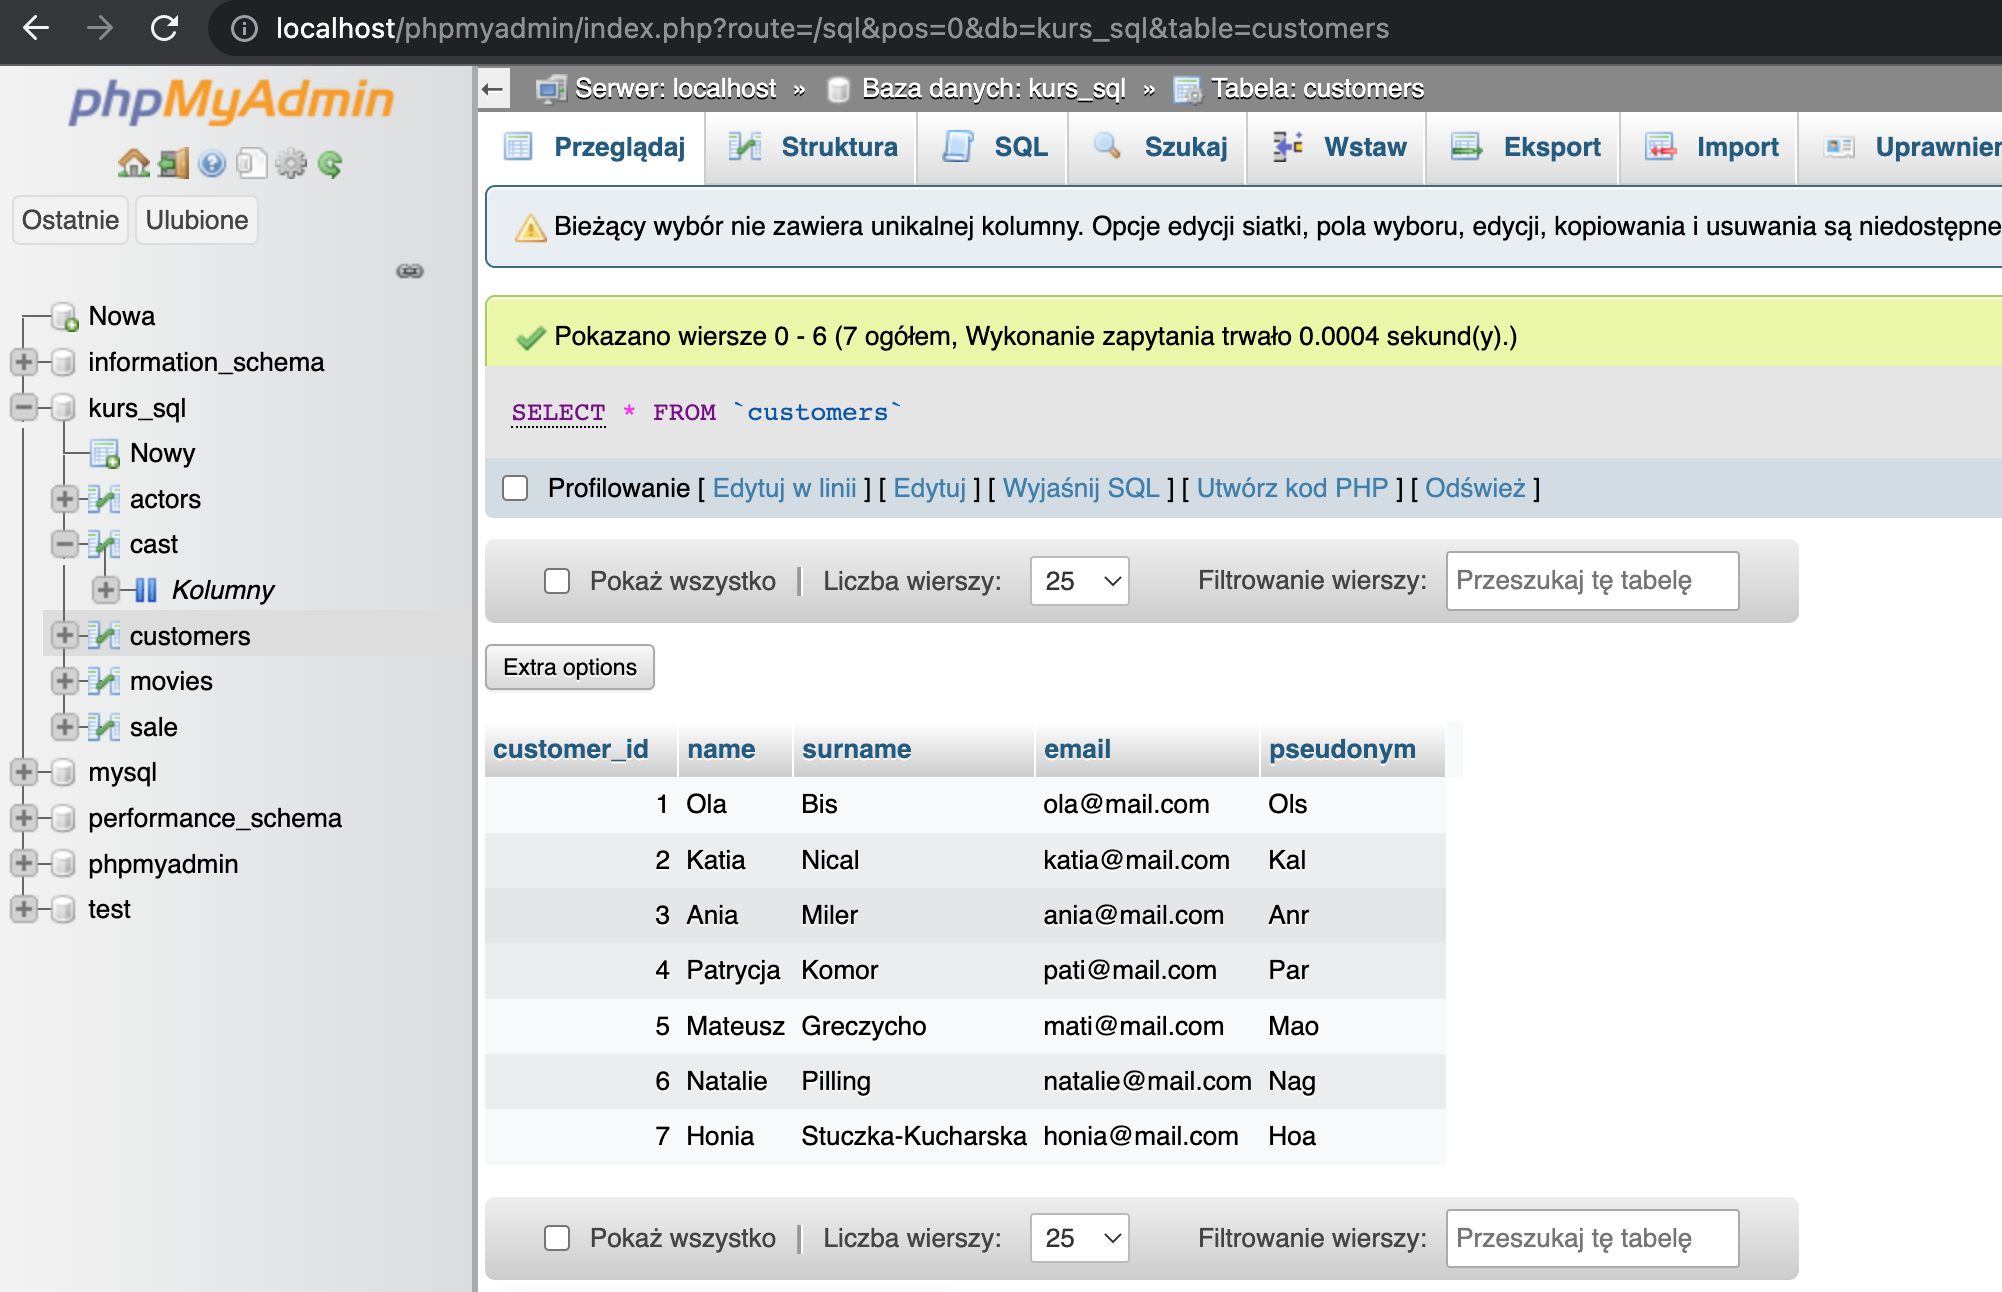 localhost/phpmyadmin/index.php?route=/sql&pos=0&db=kurs_sql&table=customers
phpMyAdmin
Ostatnie Ulubione
Nowa
information_schema
kurs_sql
Nowy
actors
cast
Kolumny
customers
movies
sale
mysql
performance_schema
phpmyadmin
test
Serwer: localhost » Baza danych: kurs_sql » Tabela: customers
Przeglądaj Struktura SQL Szukaj Wstaw Eksport Import Uprawnier
Bieżący wybór nie zawiera unikalnej kolumny. Opcje edycji siatki, pola wyboru, edycji, kopiowania i usuwania są niedostępne
Pokazano wiersze 0 - 6 (7 ogółem, Wykonanie zapytania trwało 0.0004 sekund(y).)
SELECT * FROM `customers`
Profilowanie [ Edytuj w linii ] [ Edytuj ] [ Wyjaśnij SQL ] [ Utwórz kod PHP ] [ Odśwież ]
Pokaż wszystko | Liczba wierszy: 25 Filtrowanie wierszy: Przeszukaj tę tabelę
Extra options
customer_id name surname email pseudonym
1 Ola Bis ola@mail.com Ols
2 Katia Nical katia@mail.com Kal
3 Ania Miler ania@mail.com Anr
4 Patrycja Komor pati@mail.com Par
5 Mateusz Greczycho mati@mail.com Mao
6 Natalie Pilling natalie@mail.com Nag
7 Honia Stuczka-Kucharska honia@mail.com Hoa
Pokaż wszystko | Liczba wierszy: 25 Filtrowanie wierszy: Przeszukaj tę tabelę